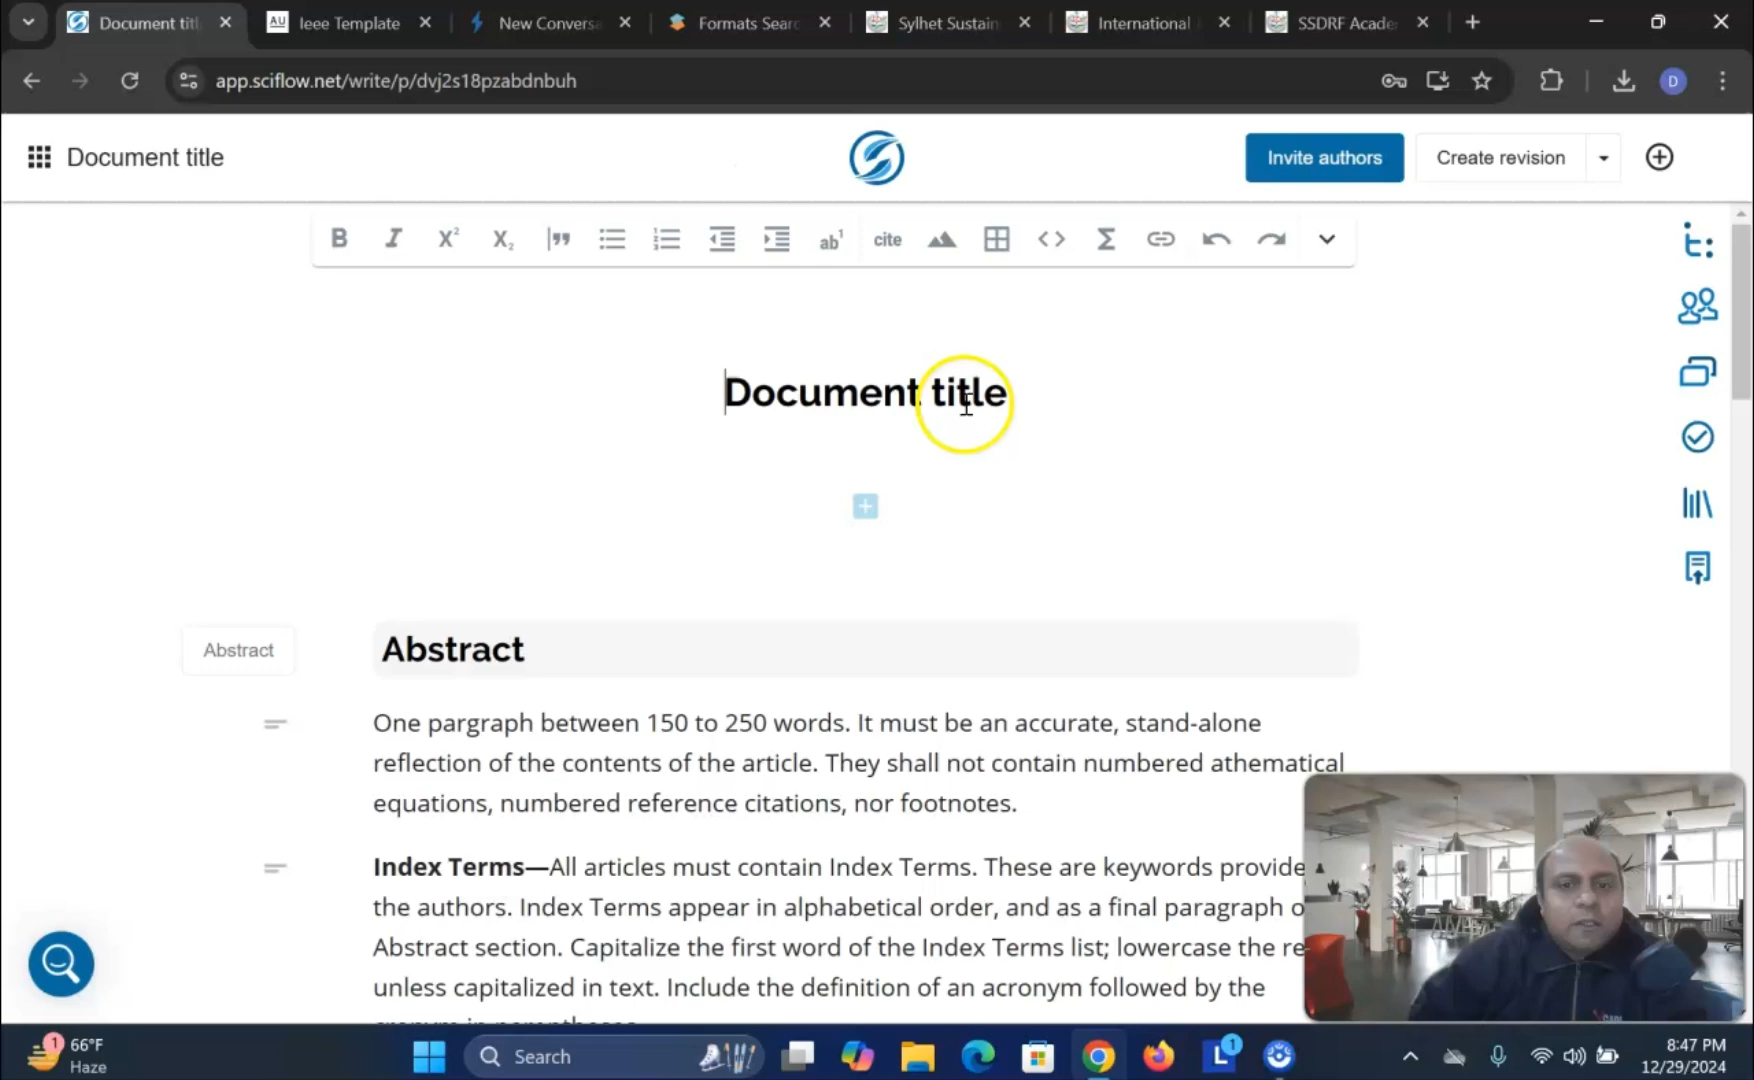 Document titl
Ieee Template
New Conversa
Formats Searc
Sylhet Sustain
International
SSDRF Acade
app.sciflow.net/write/p/dvj2s18pzabdnbuh
D
Document title
Invite authors
Create revision
B I X² X₂ ab¹ cite Σ
Document title
Abstract
Abstract
One pargraph between 150 to 250 words. It must be an accurate, stand-alone
reflection of the contents of the article. They shall not contain numbered athematical
equations, numbered reference citations, nor footnotes.
Index Terms—All articles must contain Index Terms. These are keywords provide
the authors. Index Terms appear in alphabetical order, and as a final paragraph o
Abstract section. Capitalize the first word of the Index Terms list; lowercase the re
unless capitalized in text. Include the definition of an acronym followed by the
1
66°F
Haze
Search
L
1
8:47 PM
12/29/2024